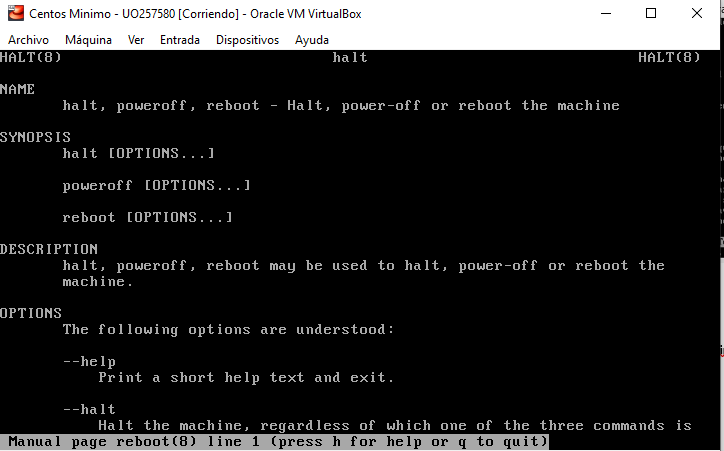 Centos Minimo - UO257580 [Corriendo] - Oracle VM VirtualBox
Archivo Máquina Ver Entrada Dispositivos Ayuda
HALT(8) halt HALT(8)
NAME
halt, poweroff, reboot - Halt, power-off or reboot the machine
SYNOPSIS
halt [OPTIONS...]
poweroff [OPTIONS...]
reboot [OPTIONS...]
DESCRIPTION
halt, poweroff, reboot may be used to halt, power-off or reboot the
machine.
OPTIONS
The following options are understood:
--help
Print a short help text and exit.
--halt
Halt the machine, regardless of which one of the three commands is
Manual page reboot(8) line 1 (press h for help or q to quit)